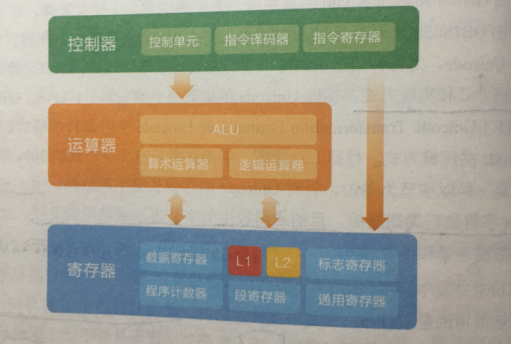 控制器
控制单元 指令译码器 指令寄存器
运算器
ALU
算术运算器 逻辑运算器
寄存器
数据寄存器 L1 L2 标志寄存器
程序计数器 段寄存器 通用寄存器